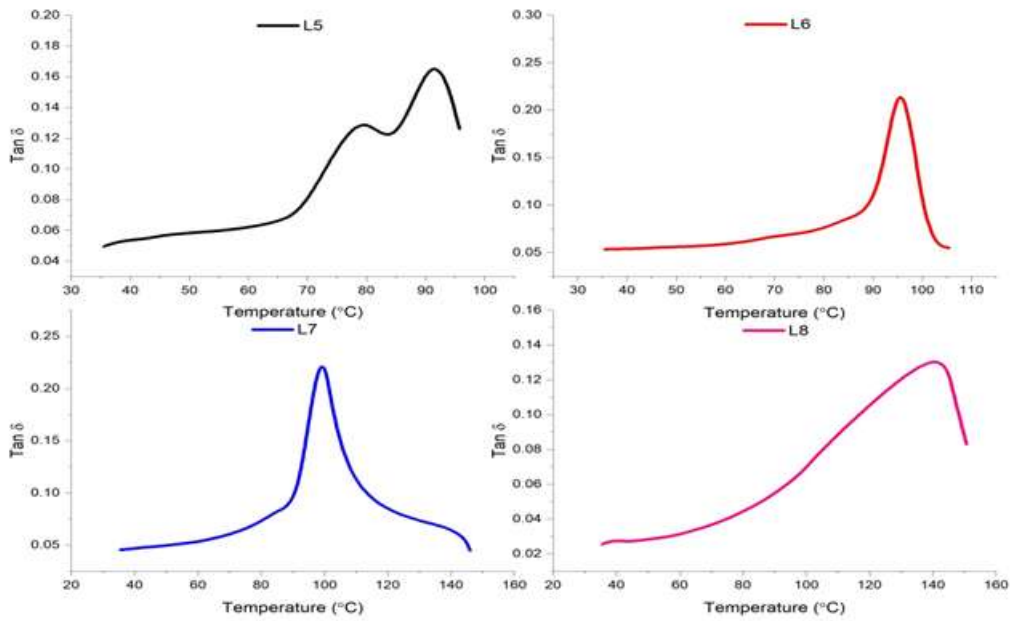 L5
0.20
0.18
0.16
0.14
0.12
0.10
0.08
0.06
0.04
Tan δ
30 40 50 60 70 80 90 100
Temperature (°C)
L6
0.30
0.25
0.20
0.15
0.10
0.05
Tan δ
30 40 50 60 70 80 90 100 110
Temperature (°C)
L7
0.25
0.20
0.15
0.10
0.05
Tan δ
20 40 60 80 100 120 140 160
Temperature (°C)
L8
0.16
0.14
0.12
0.10
0.08
0.06
0.04
0.02
Tan δ
20 40 60 80 100 120 140 160
Temperature (°C)